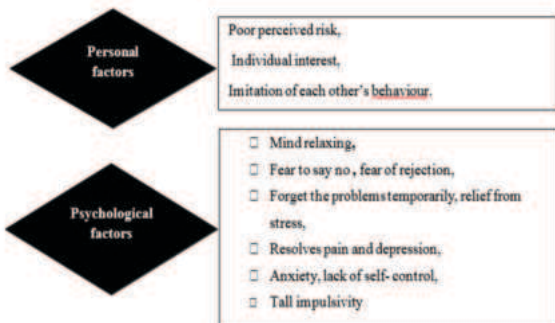 Personal
factors
Poor perceived risk,
Individual interest,
Imitation of each other's behaviour.
Psychological
factors
Mind relaxing,
Fear to say no , fear of rejection,
Forget the problems temporarily, relief from
stress,
Resolves pain and depression,
Anxiety, lack of self- control,
Tall impulsivity